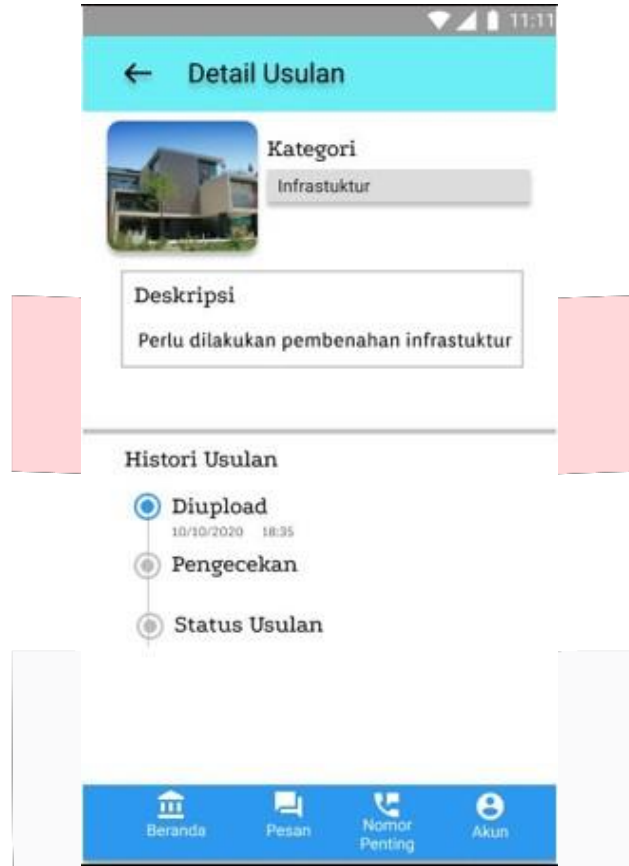 11:11
Detail Usulan
Kategori
Infrastuktur
Deskripsi
Perlu dilakukan pembenahan infrastuktur
Histori Usulan
Diupload
10/10/2020 18:35
Pengecekan
Status Usulan
Beranda
Pesan
Nomor
Penting
Akun